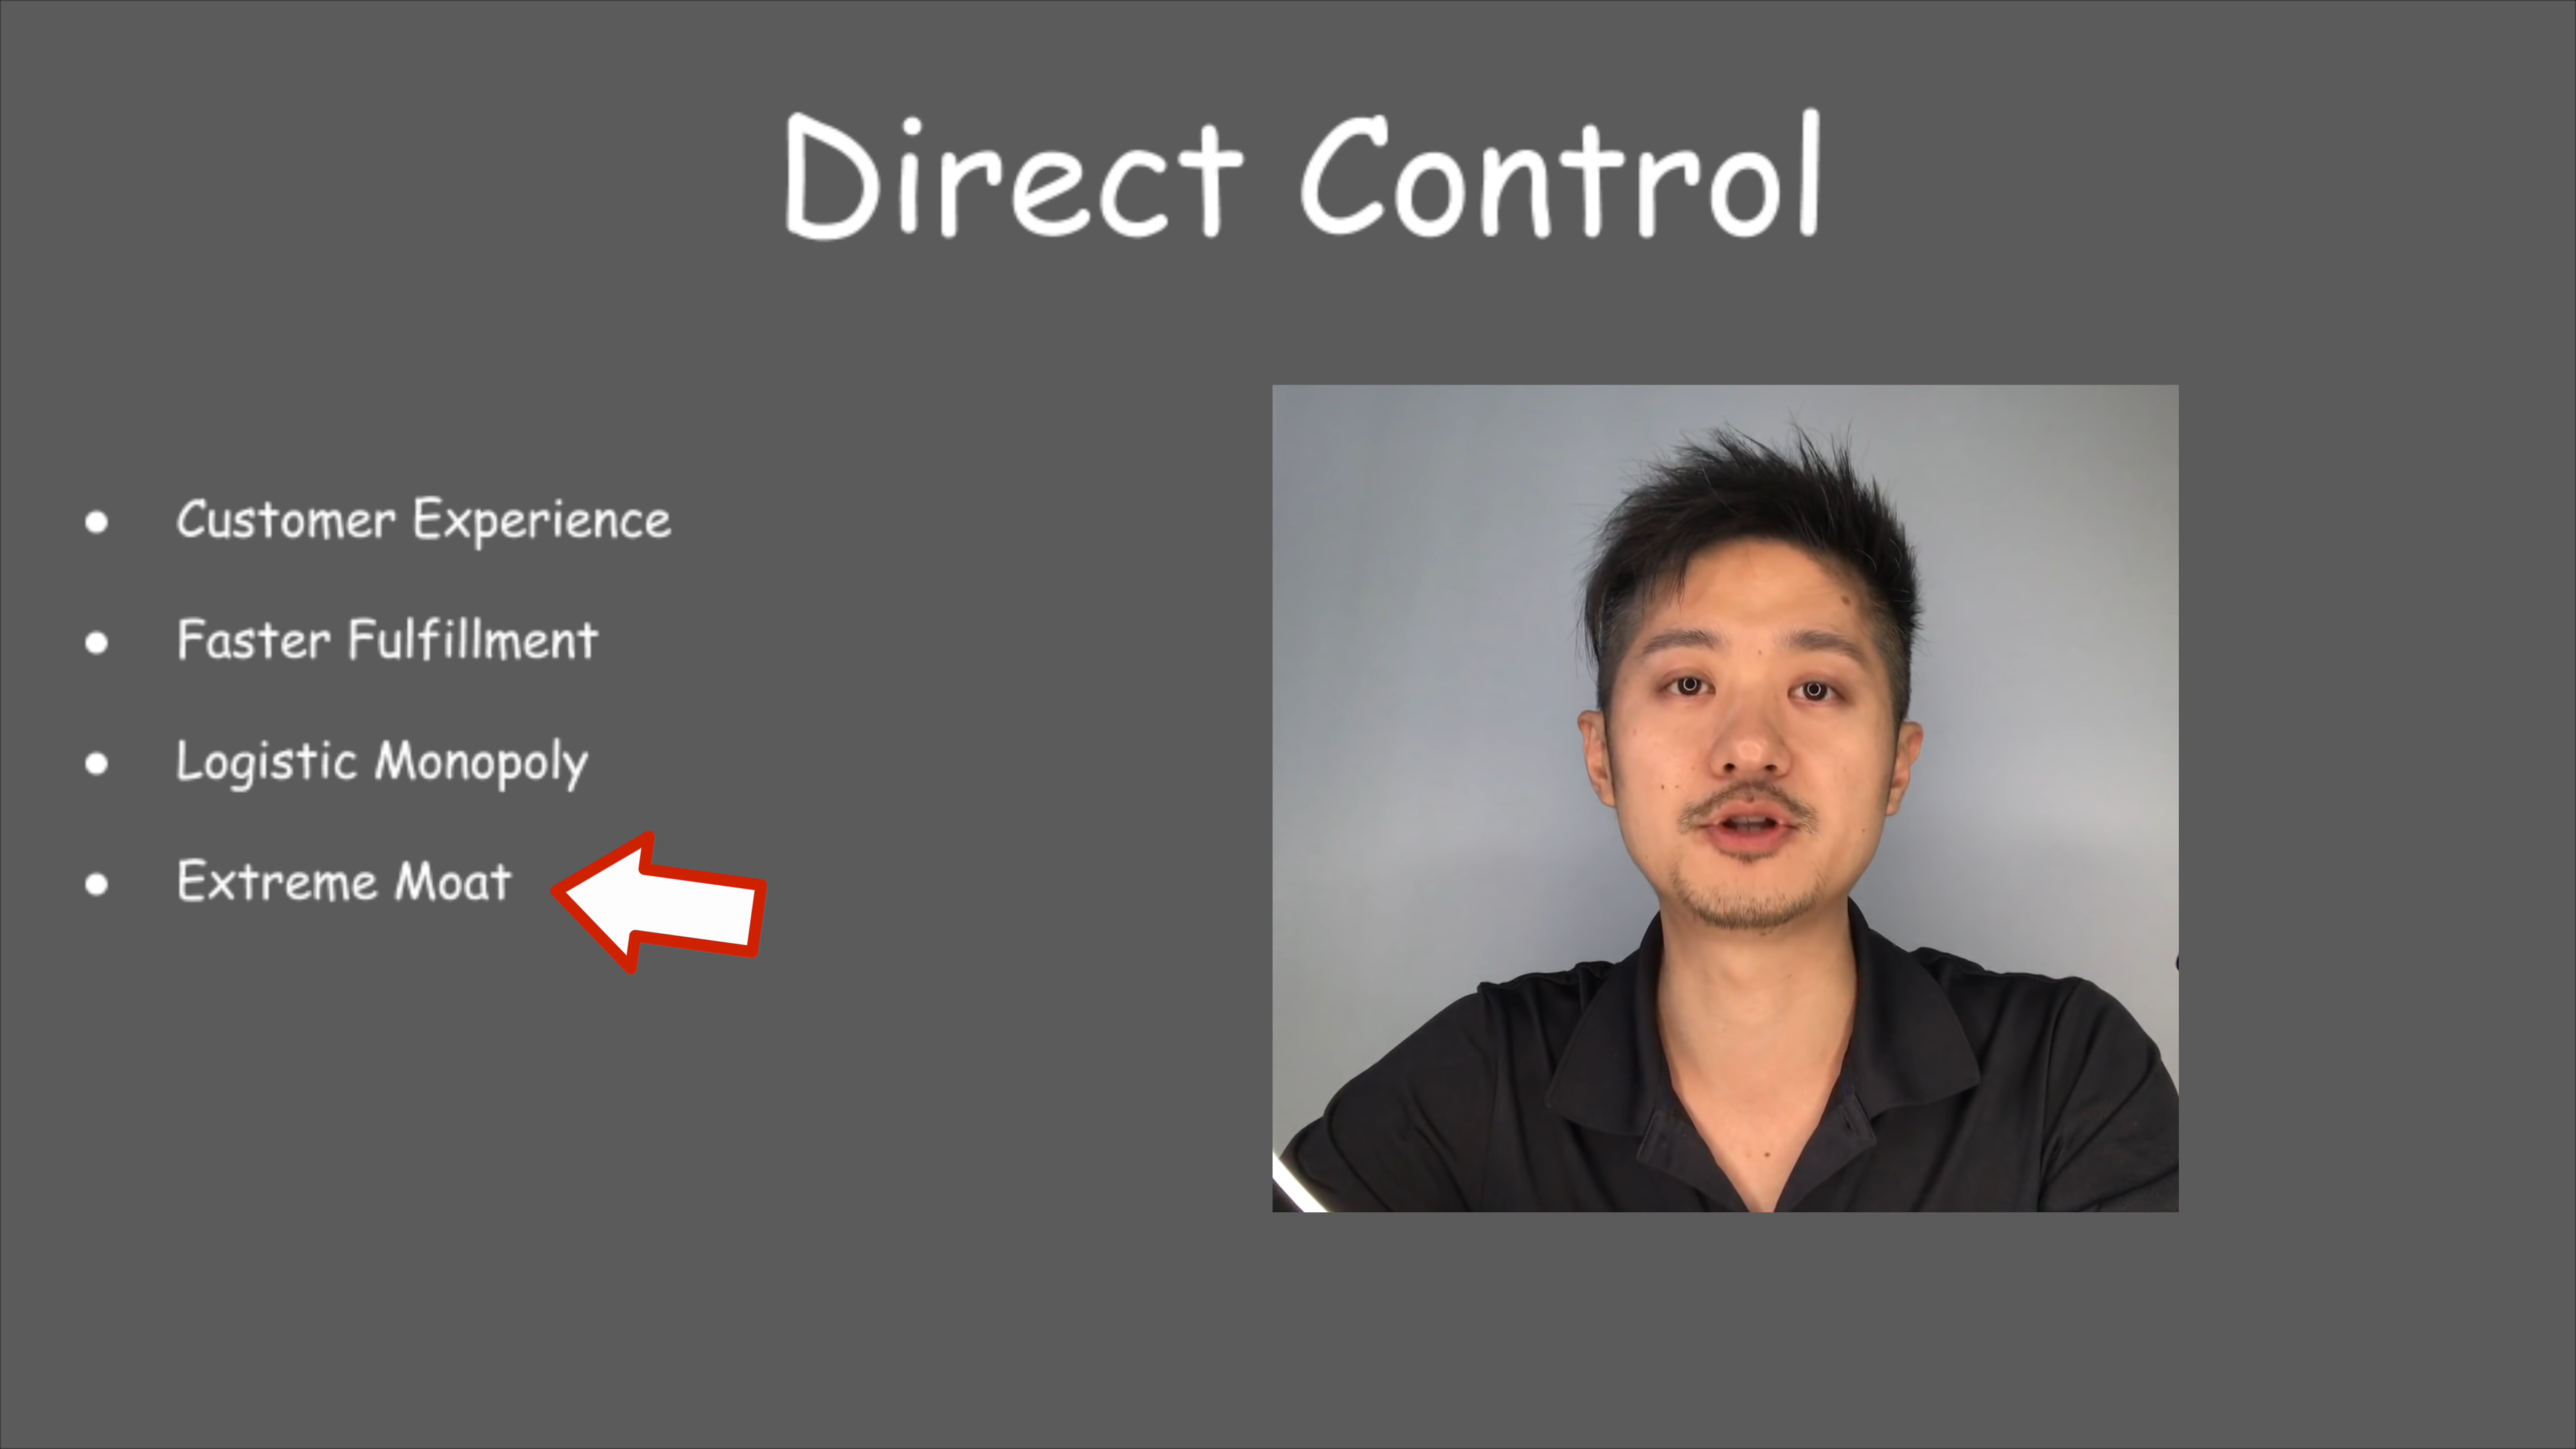 Direct Control
Customer Experience
Faster Fulfillment
Logistic Monopoly
Extreme Moat